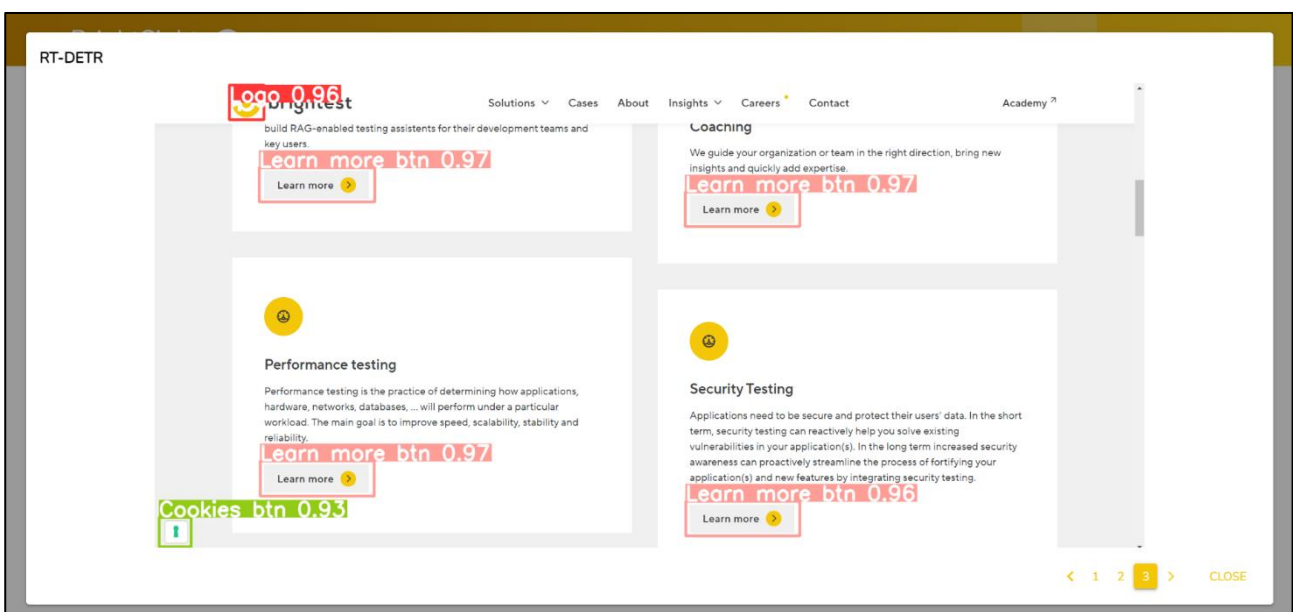 RT-DETR
Logo 0.96
brightest
Solutions
Cases
About
Insights
Careers
Contact
Academy
build RAG-enabled testing assistents for their development teams and
key users.
Learn more btn 0.97
Learn more
Coaching
We guide your organization or team in the right direction, bring new
insights and quickly add expertise.
Learn more btn 0.97
Learn more
Performance testing
Performance testing is the practice of determining how applications,
hardware, networks, databases, ... will perform under a particular
workload. The main goal is to improve speed, scalability, stability and
reliability.
Learn more btn 0.97
Learn more
Security Testing
Applications need to be secure and protect their users' data. In the short
term, security testing can reactively help you solve existing
vulnerabilities in your application(s). In the long term increased security
awareness can proactively streamline the process of fortifying your
application(s) and new features by integrating security testing.
Learn more btn 0.96
Learn more
Cookies btn 0.93
1 2 3
CLOSE